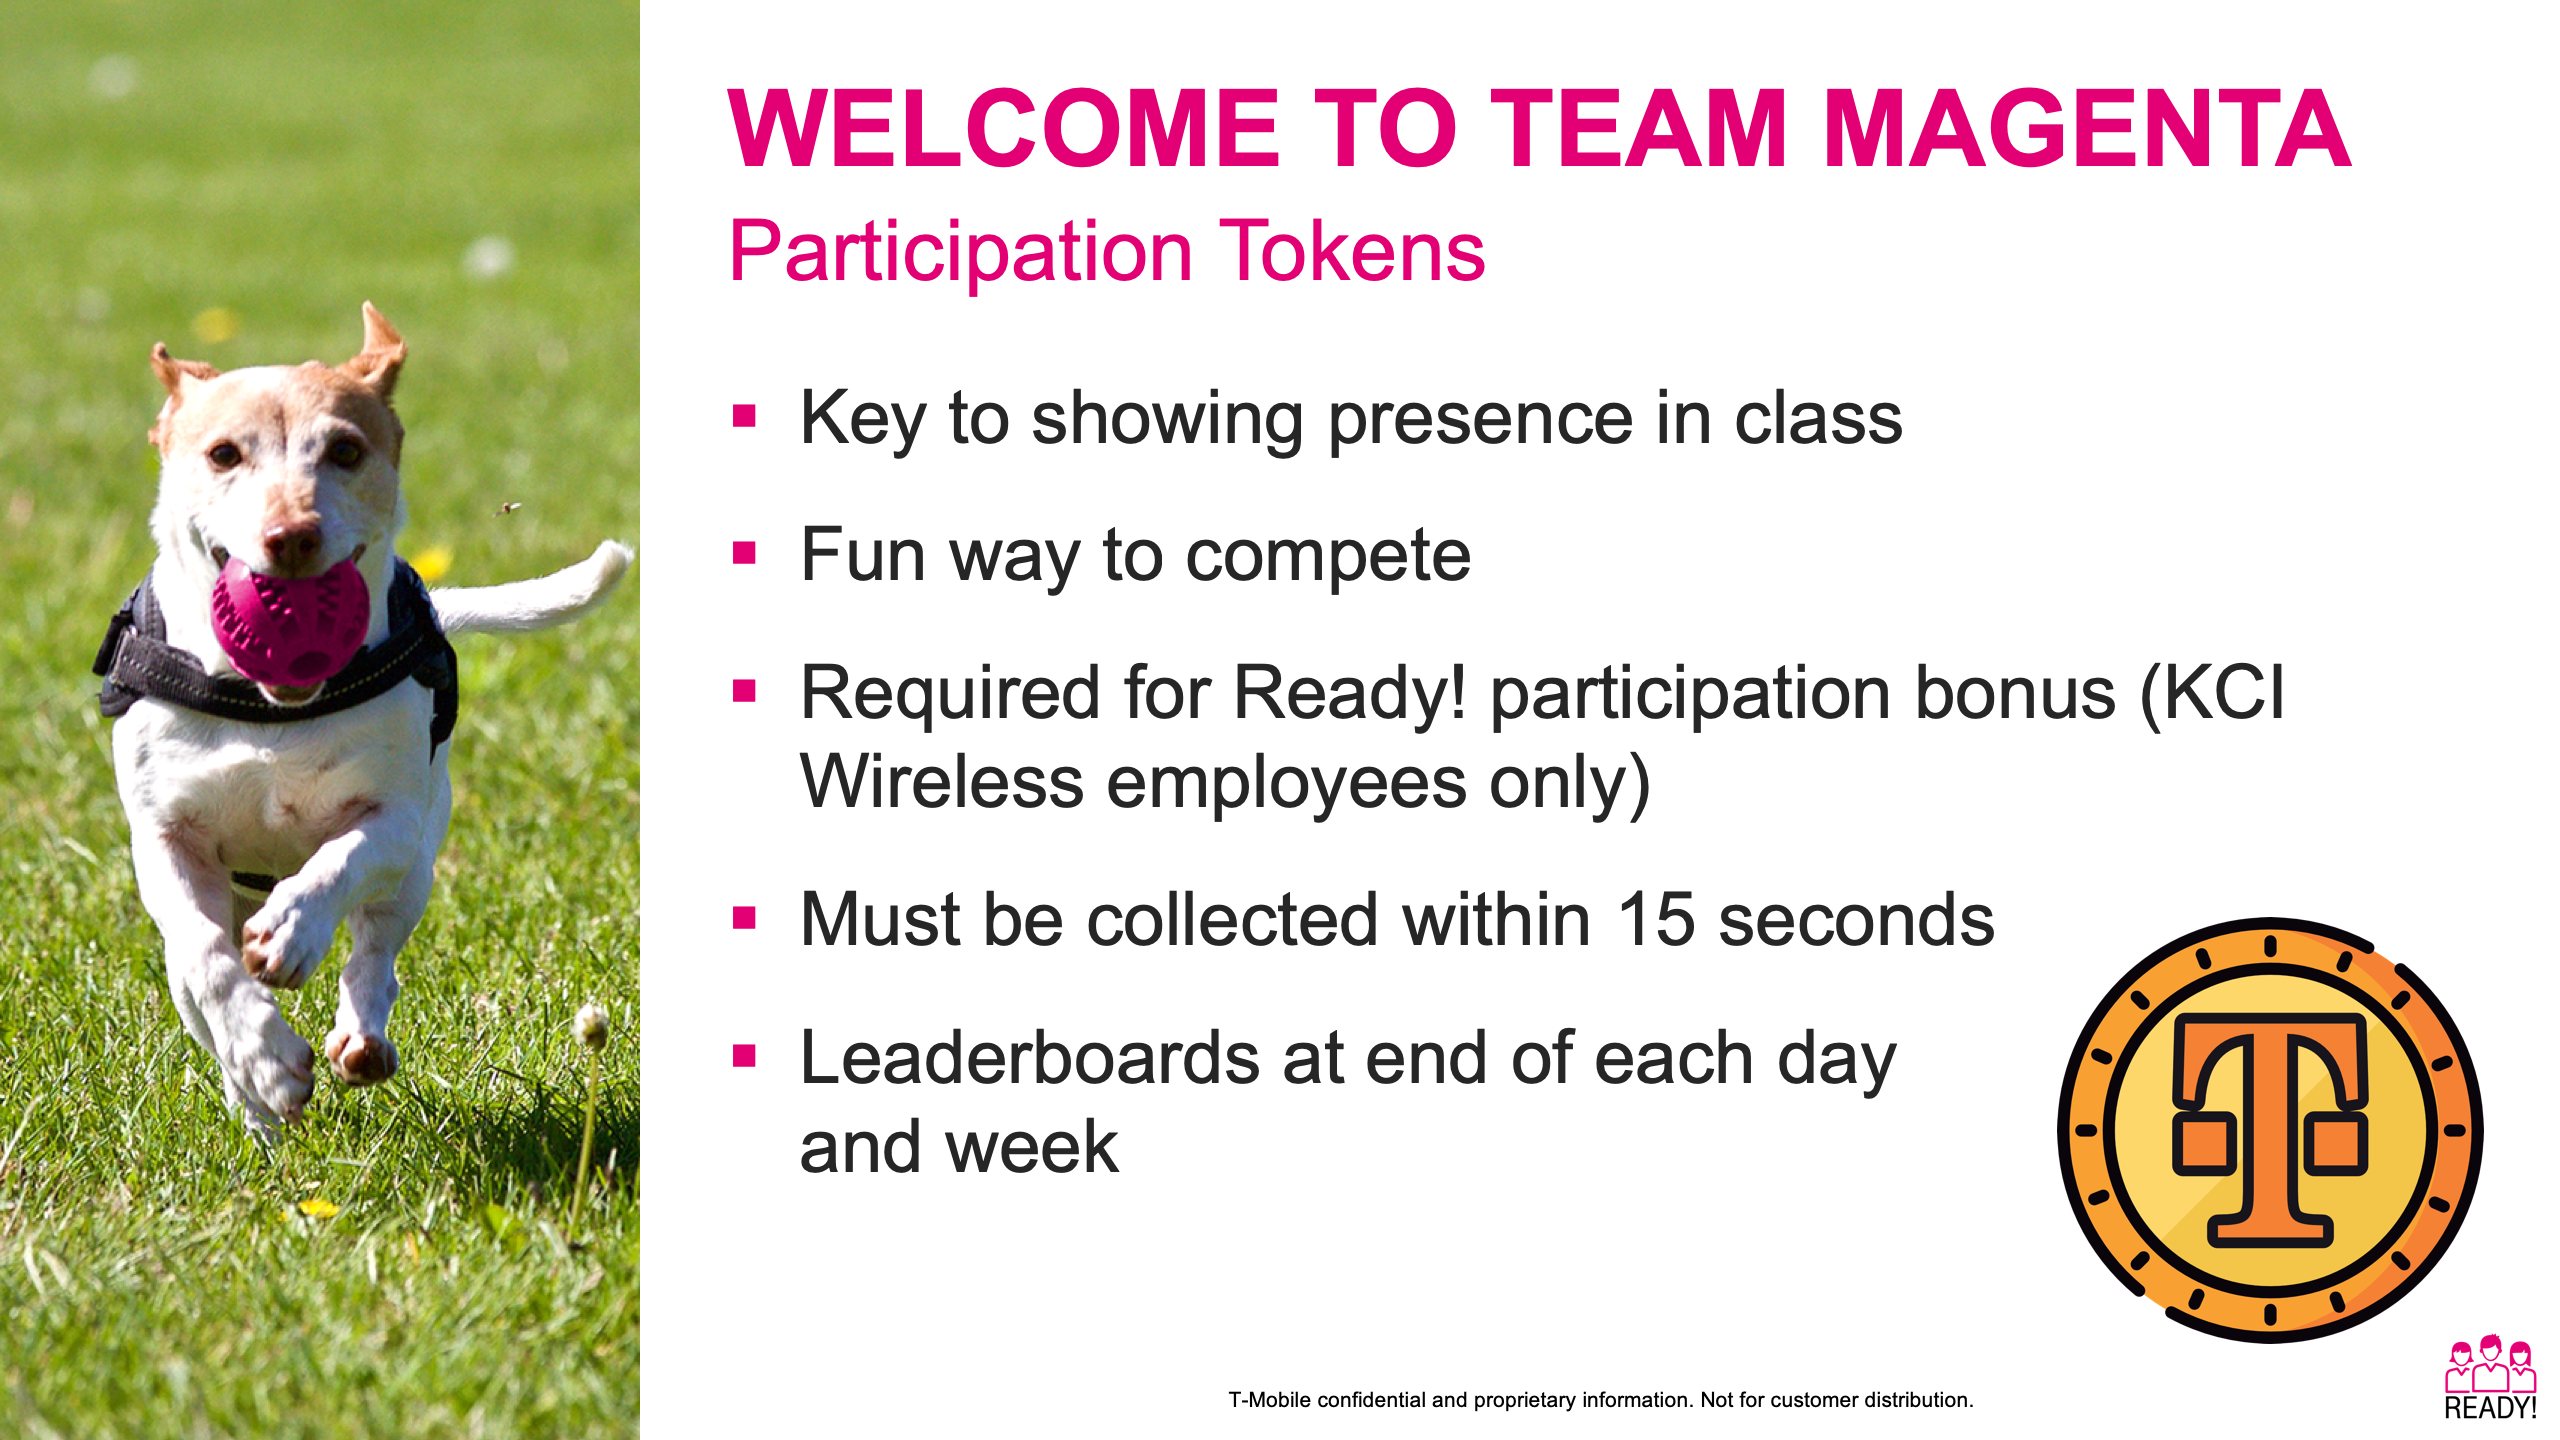 WELCOME TO TEAM MAGENTA
Participation Tokens
▪ Key to showing presence in class
▪ Fun way to compete
▪ Required for Ready! participation bonus (KCI
Wireless employees only)
▪ Must be collected within 15 seconds
▪ Leaderboards at end of each day
and week
T
T-Mobile confidential and proprietary information. Not for customer distribution.
READY!